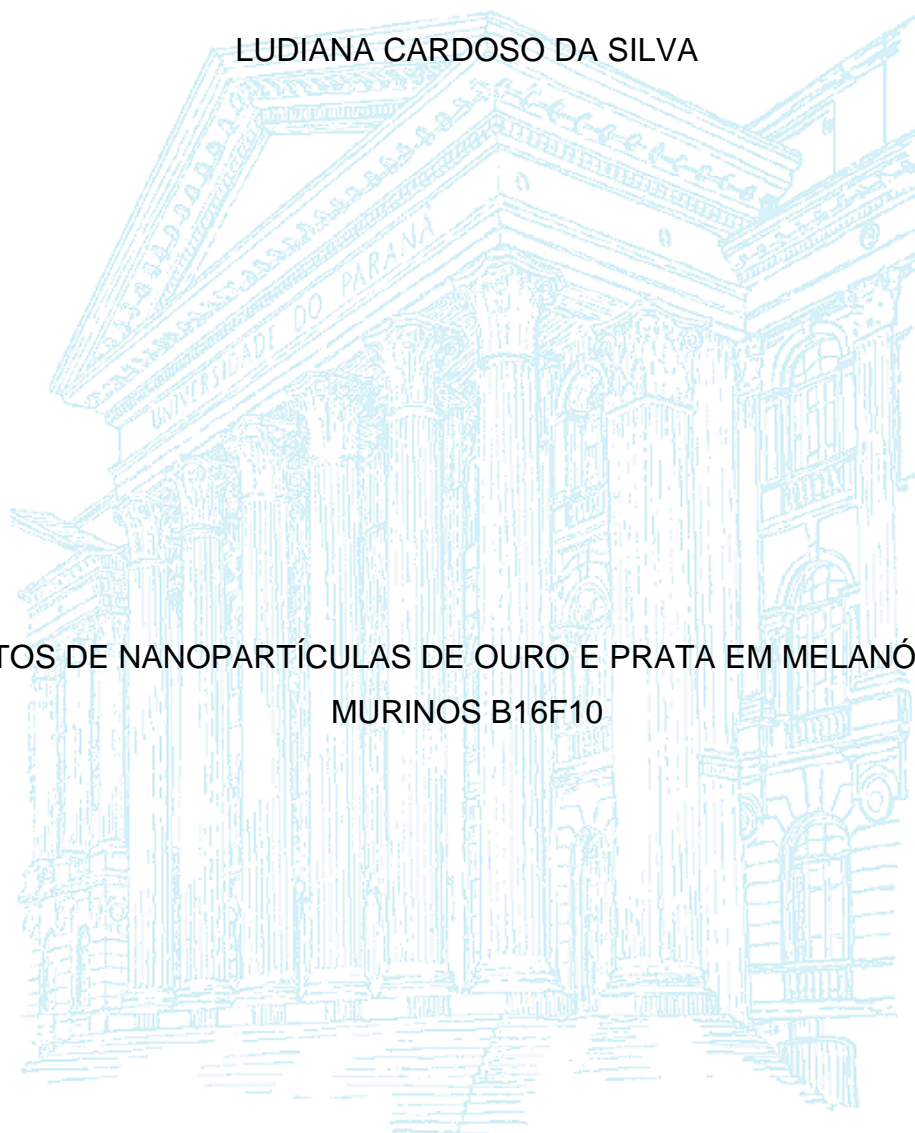 LUDIANA CARDOSO DA SILVA
UNIVERSIDADE DO PARANÁ
TOS DE NANOPARTÍCULAS DE OURO E PRATA EM MELANÓ
MURINOS B16F10